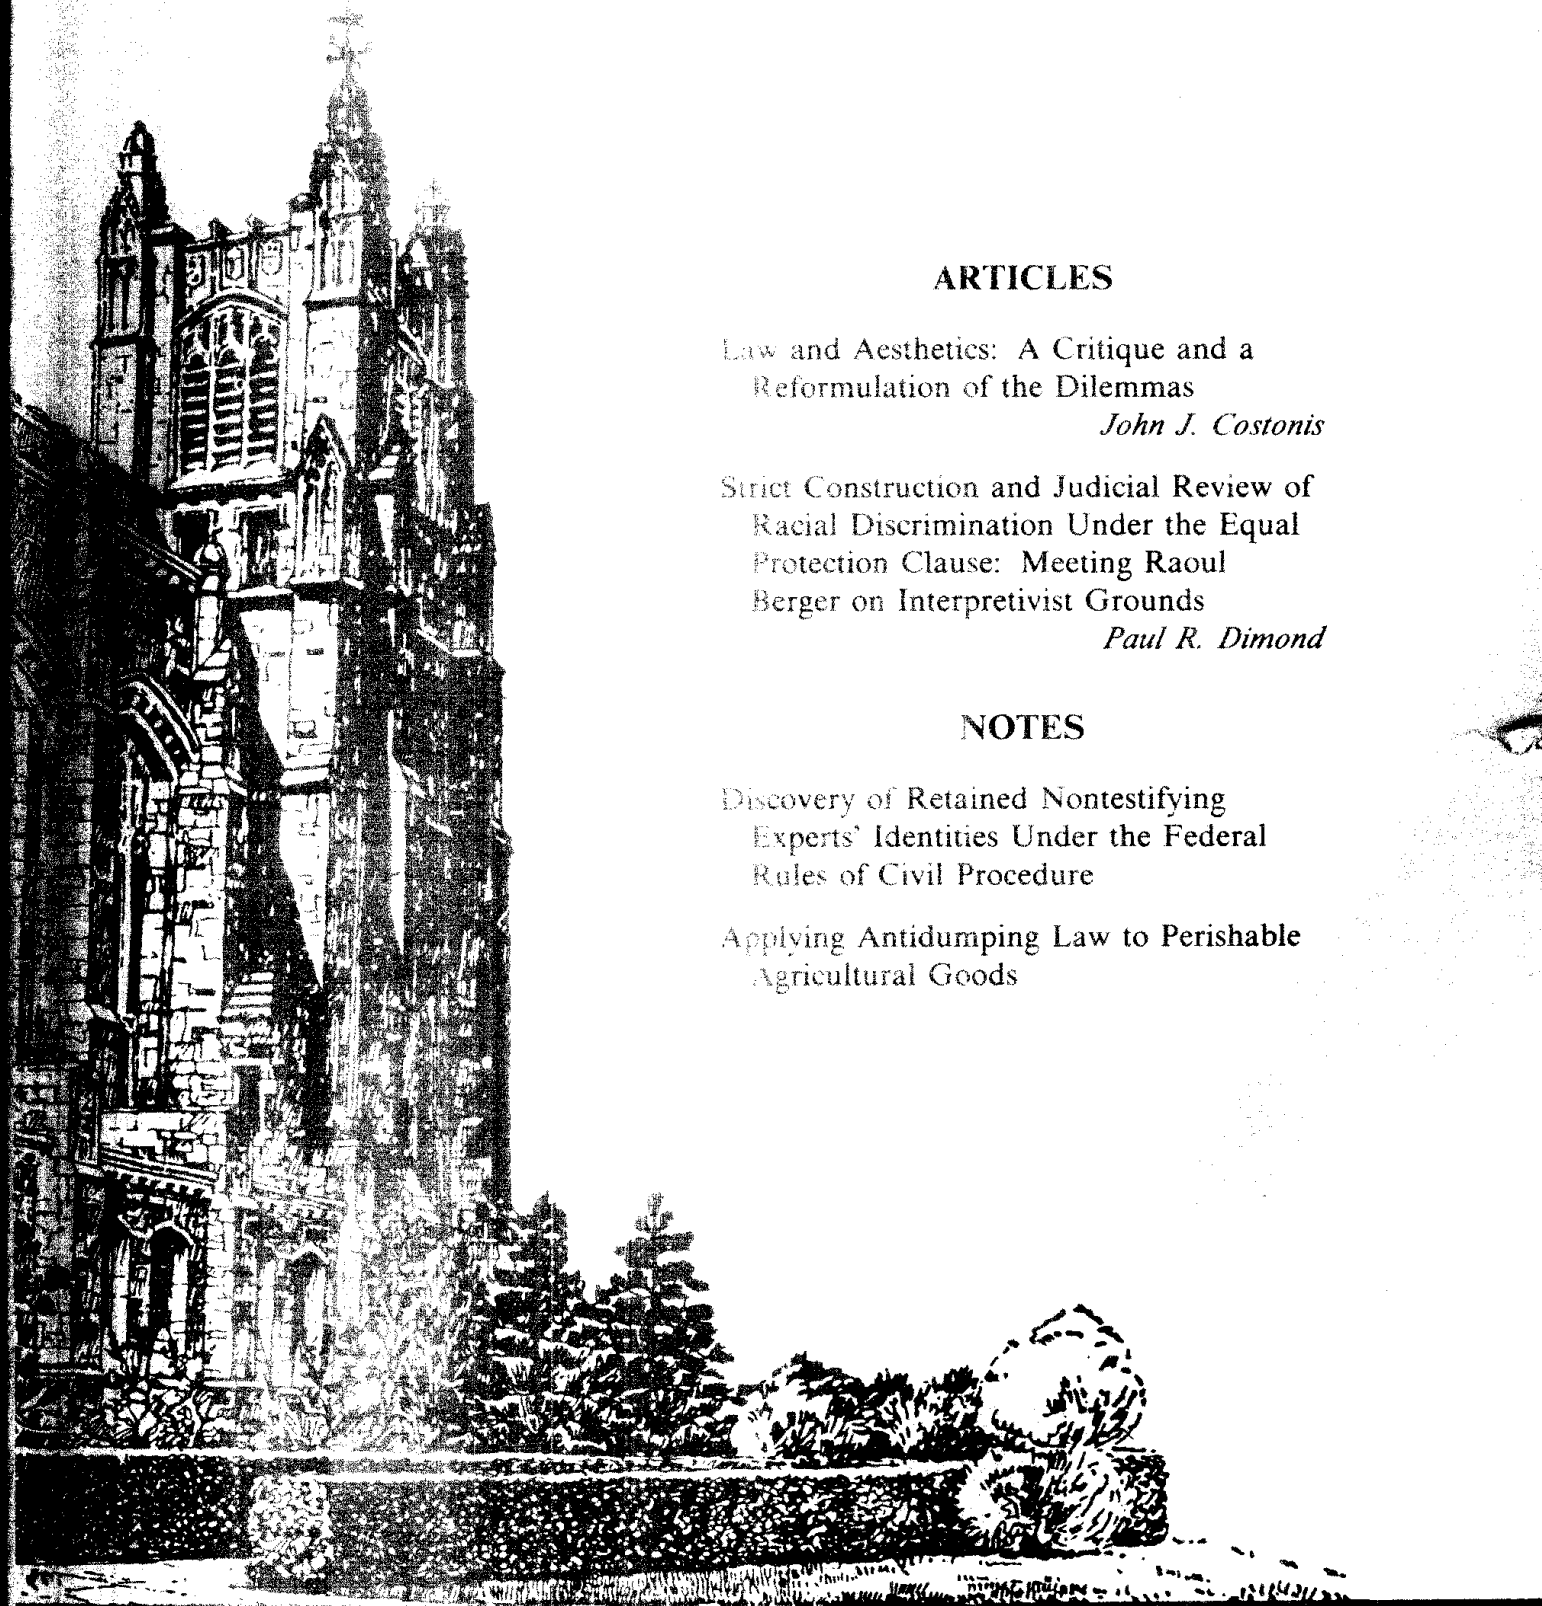 ARTICLES
Law and Aesthetics: A Critique and a
Reformulation of the Dilemmas
John J. Costonis
Strict Construction and Judicial Review of
Racial Discrimination Under the Equal
Protection Clause: Meeting Raoul
Berger on Interpretivist Grounds
Paul R. Dimond
NOTES
Discovery of Retained Nontestifying
Experts' Identities Under the Federal
Rules of Civil Procedure
Applying Antidumping Law to Perishable
Agricultural Goods